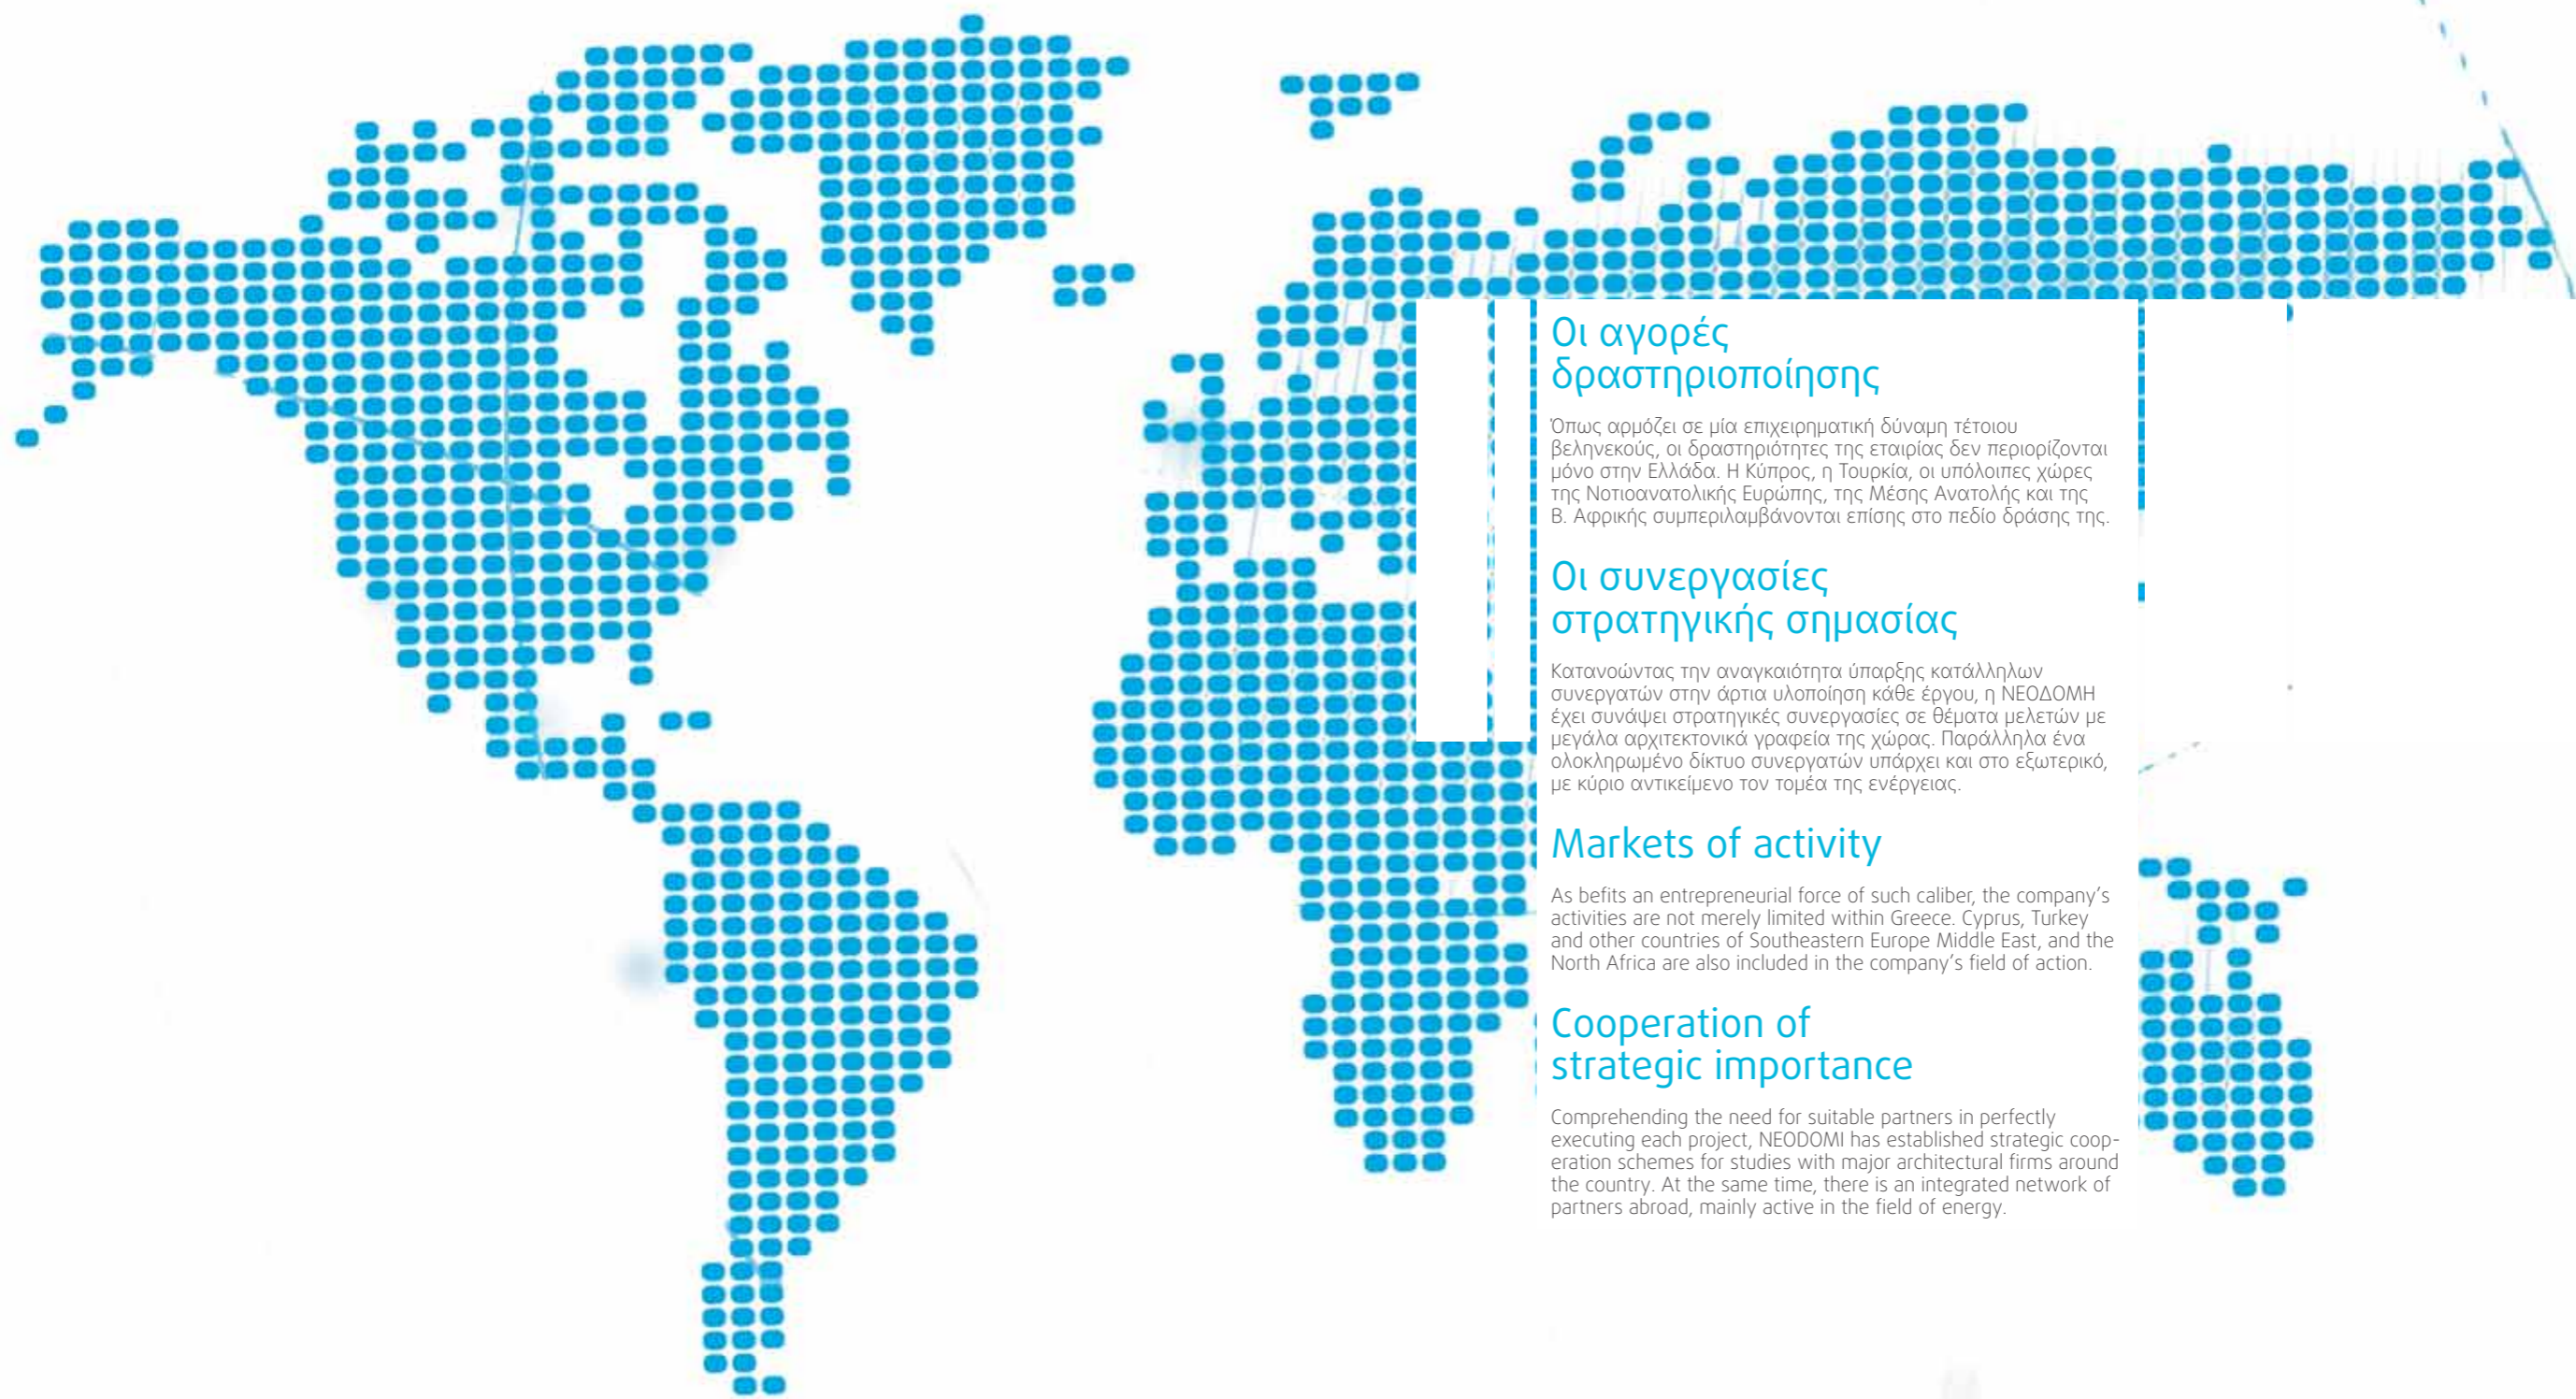 Οι αγορές
δραστηριοποίησης
Όπως αρμόζει σε μία επιχειρηματική δύναμη τέτοιου
βεληνεκούς, οι δραστηριότητες της εταιρίας δεν περιορίζονται
μόνο στην Ελλάδα. Η Κύπρος, η Τουρκία, οι υπόλοιπες χώρες
της Νοτιοανατολικής Ευρώπης, της Μέσης Ανατολής και της
Β. Αφρικής συμπεριλαμβάνονται επίσης στο πεδίο δράσης της.
Οι συνεργασίες
στρατηγικής σημασίας
Κατανοώντας την αναγκαιότητα ύπαρξης κατάλληλων
συνεργατών στην άρτια υλοποίηση κάθε έργου, η ΝΕΟΔΟΜΗ
έχει συνάψει στρατηγικές συνεργασίες σε θέματα μελετών με
μεγάλα αρχιτεκτονικά γραφεία της χώρας. Παράλληλα ένα
ολοκληρωμένο δίκτυο συνεργατών υπάρχει και στο εξωτερικό,
με κύριο αντικείμενο τον τομέα της ενέργειας.
Markets of activity
As befits an entrepreneurial force of such caliber, the company's
activities are not merely limited within Greece. Cyprus, Turkey
and other countries of Southeastern Europe Middle East, and the
North Africa are also included in the company's field of action.
Cooperation of
strategic importance
Comprehending the need for suitable partners in perfectly
executing each project, NEODOMI has established strategic coop-
eration schemes for studies with major architectural firms around
the country. At the same time, there is an integrated network of
partners abroad, mainly active in the field of energy.